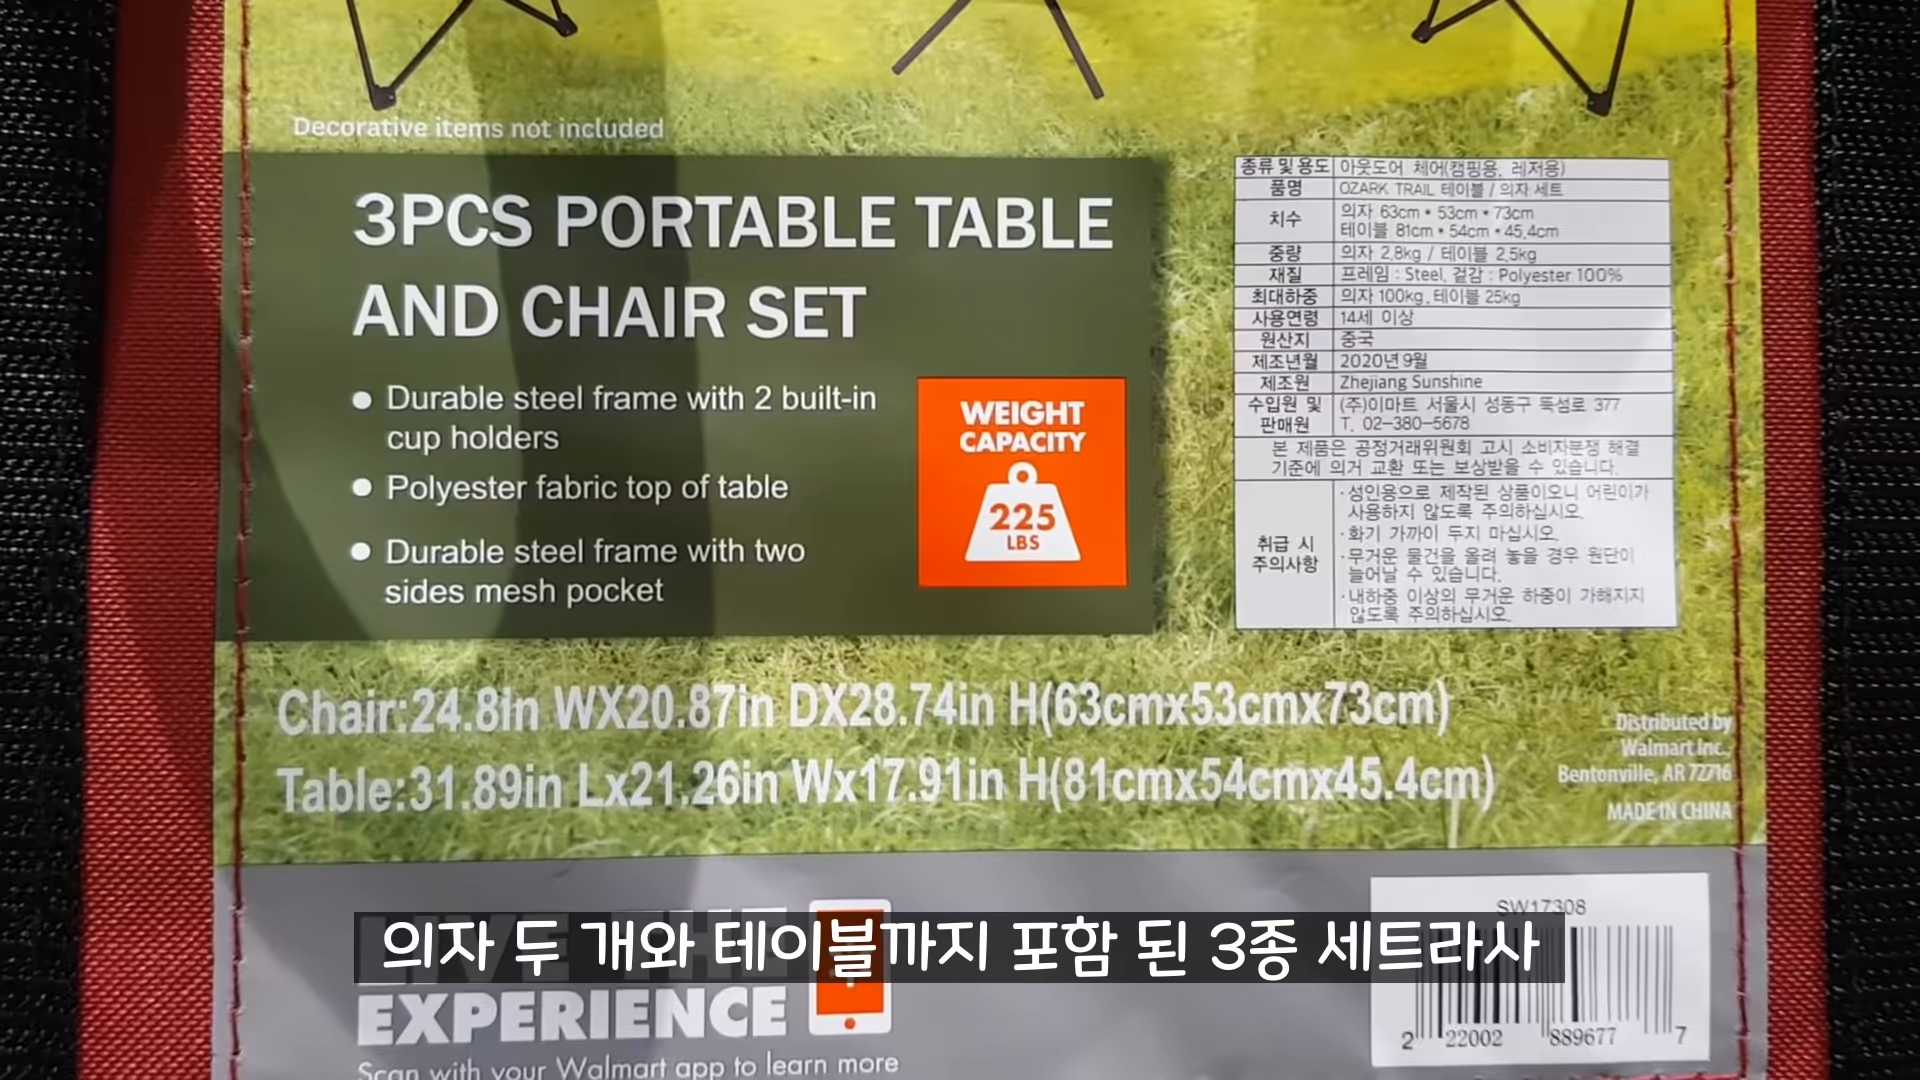 Decorative items not included
3PCS PORTABLE TABLE
AND CHAIR SET
● Durable steel frame with 2 built-in
cup holders
● Polyester fabric top of table
● Durable steel frame with two
sides mesh pocket
WEIGHT
CAPACITY
225
LBS
종류 및 용도 아웃도어 체어(캠핑용, 레저용)
품명 OZARK TRAIL 테이블 / 의자 세트
치수 의자 63cm * 53cm * 73cm
테이블 81cm * 54cm * 45.4cm
중량 의자 2.8kg / 테이블 2.5kg
재질 프레임 : Steel, 겉감 : Polyester 100%
최대하중 의자 100kg, 테이블 25kg
사용연령 14세 이상
원산지 중국
제조년월 2020년 9월
제조원 Zhejiang Sunshine
수입원 및 (주)이마트 서울시 성동구 뚝섬로 377
판매원 T. 02-380-5678
본 제품은 공정거래위원회 고시 소비자분쟁 해결
기준에 의거 교환 또는 보상받을 수 있습니다.
취급 시
주의사항
·성인용으로 제작된 상품이오니 어린이가
사용하지 않도록 주의하십시오.
·화기 가까이 두지 마십시오.
·무거운 물건을 올려 놓을 경우 원단이
늘어날 수 있습니다.
·내하중 이상의 무거운 하중이 가해지지
않도록 주의하십시오.
Chair:24.8in WX20.87in DX28.74in H(63cmx53cmx73cm)
Table:31.89in Lx21.26in Wx17.91in H(81cmx54cmx45.4cm)
Distributed by
Walmart Inc.,
Bentonville, AR 72716
MADE IN CHINA
SW17308
2 22002 889677 7
의자 두 개와 테이블까지 포함 된 3종 세트라사
EXPERIENCE
Scan with your Walmart app to learn more